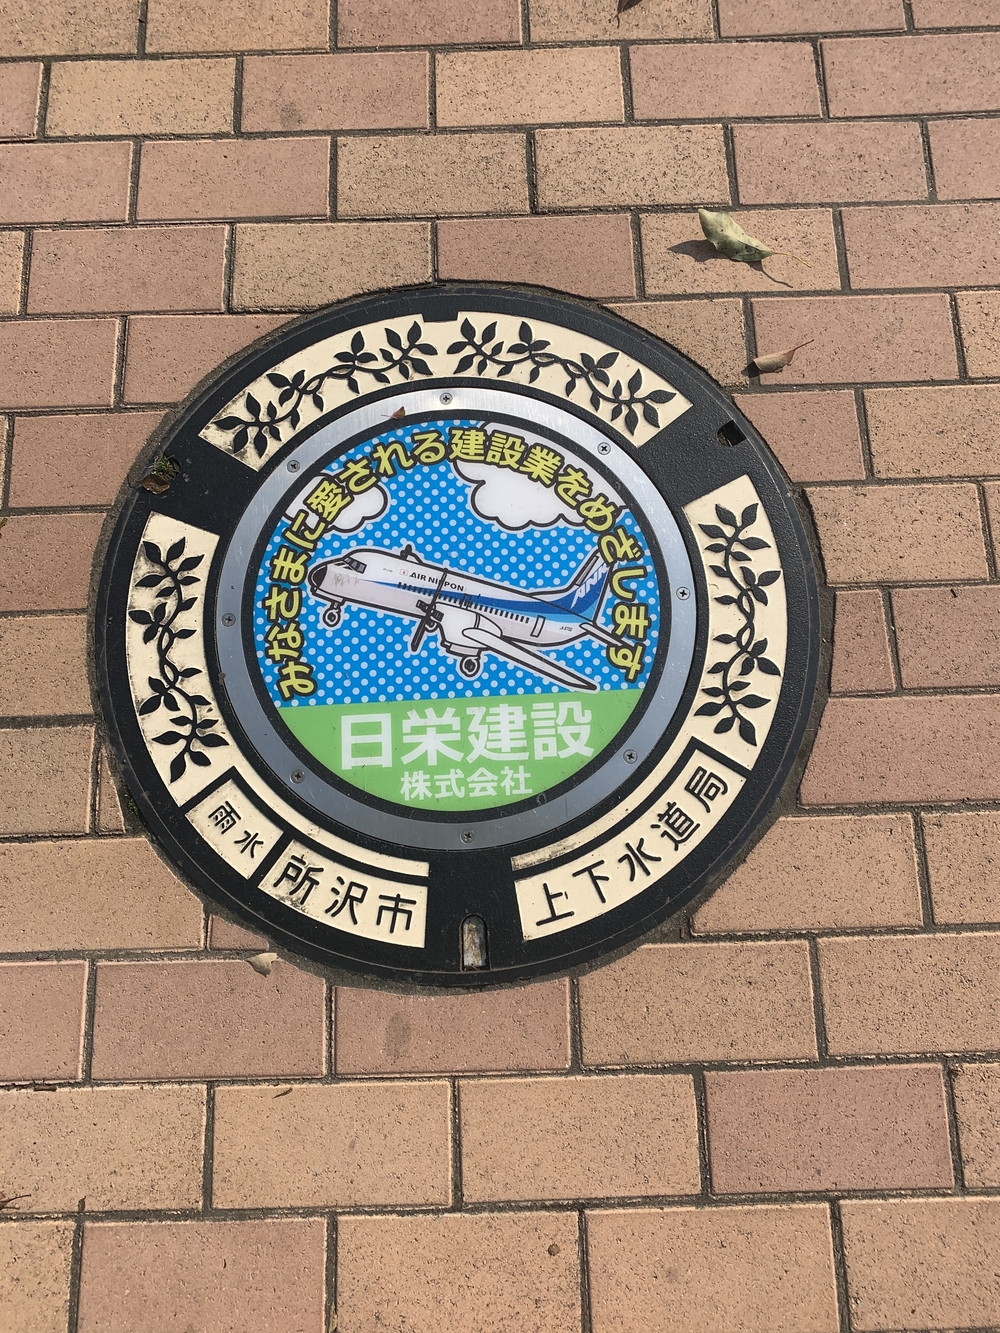 みなさまに愛される建設業をめざします
AIR NIPPON
日栄建設
株式会社
雨水
所沢市
上下水道局